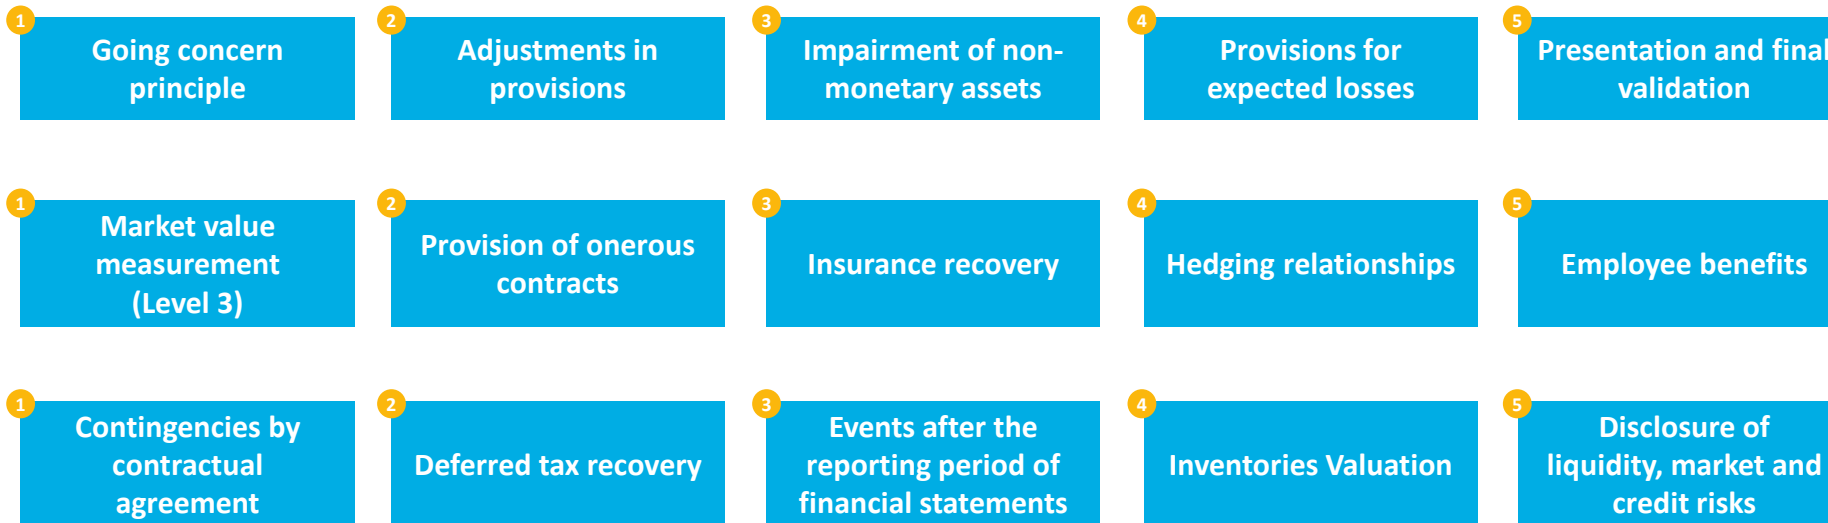 1
Going concern
principle
2
Adjustments in
provisions
3
Impairment of non-
monetary assets
4
Provisions for
expected losses
5
Presentation and final
validation
1
Market value
measurement
(Level 3)
2
Provision of onerous
contracts
3
Insurance recovery
4
Hedging relationships
5
Employee benefits
1
Contingencies by
contractual
agreement
2
Deferred tax recovery
3
Events after the
reporting period of
financial statements
4
Inventories Valuation
5
Disclosure of
liquidity, market and
credit risks